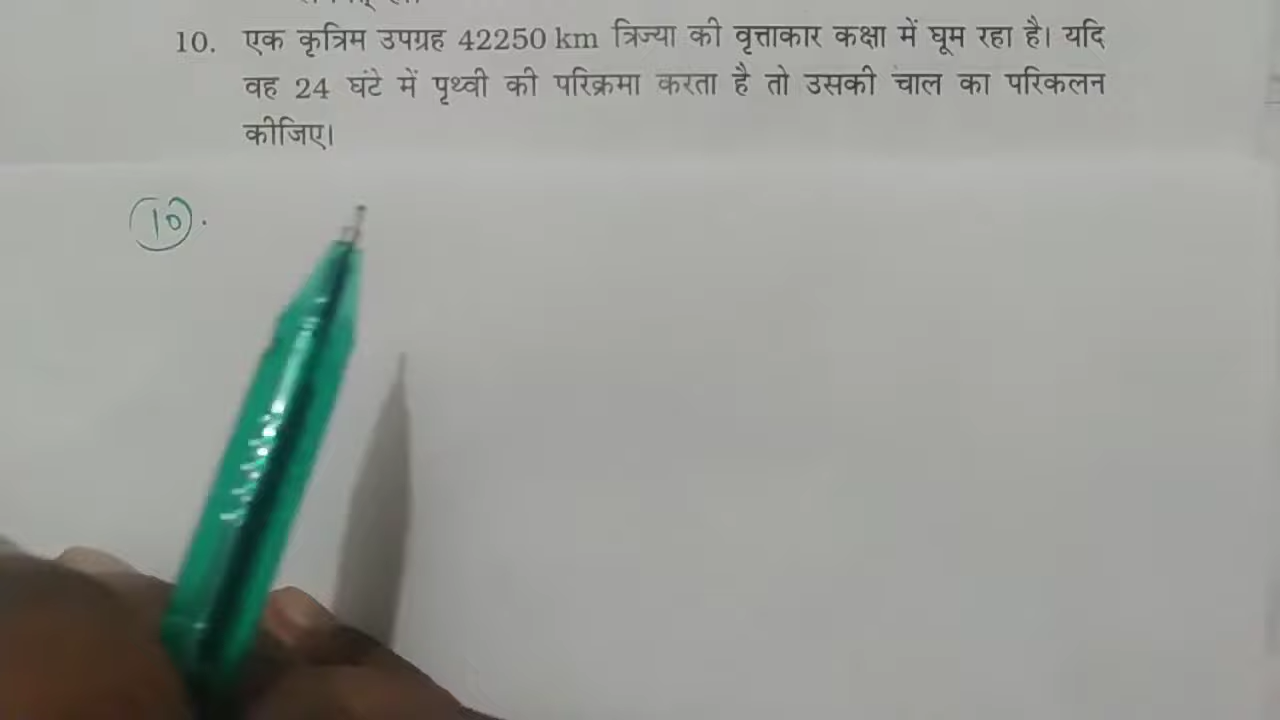 10. एक कृत्रिम उपग्रह 42250 km त्रिज्या की वृत्ताकार कक्षा में घूम रहा है। यदि
वह 24 घंटे में पृथ्वी की परिक्रमा करता है तो उसकी चाल का परिकलन
कीजिए।
10.